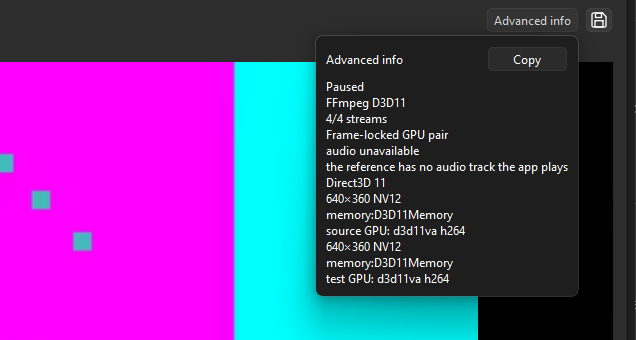 Advanced info
Advanced info
Copy
Paused
FFmpeg D3D11
4/4 streams
Frame-locked GPU pair
audio unavailable
the reference has no audio track the app plays
Direct3D 11
640×360 NV12
memory:D3D11Memory
source GPU: d3d11va h264
640×360 NV12
memory:D3D11Memory
test GPU: d3d11va h264